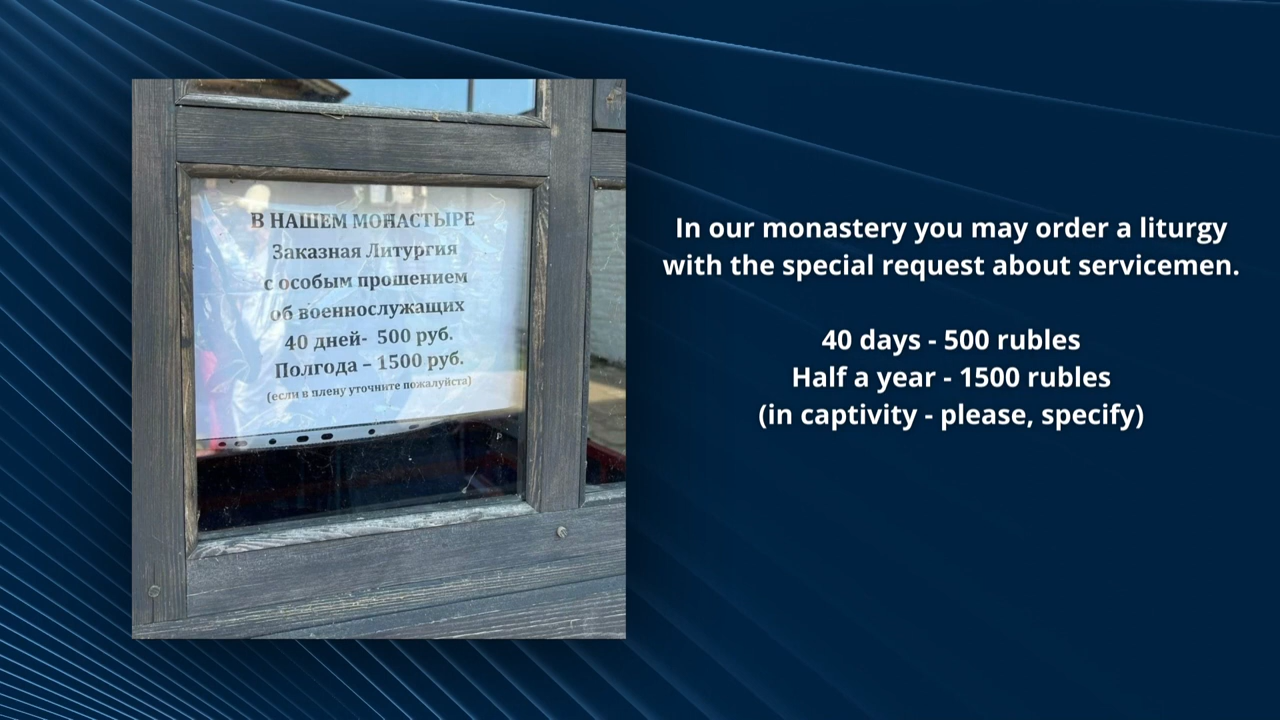 В НАШЕМ МОНАСТЫРЕ
Заказная Литургия
с особым прошением
об военнослужащих
40 дней- 500 руб.
Полгода – 1500 руб.
(если в плену уточните пожалуйста)
In our monastery you may order a liturgy
with the special request about servicemen.
40 days - 500 rubles
Half a year - 1500 rubles
(in captivity - please, specify)